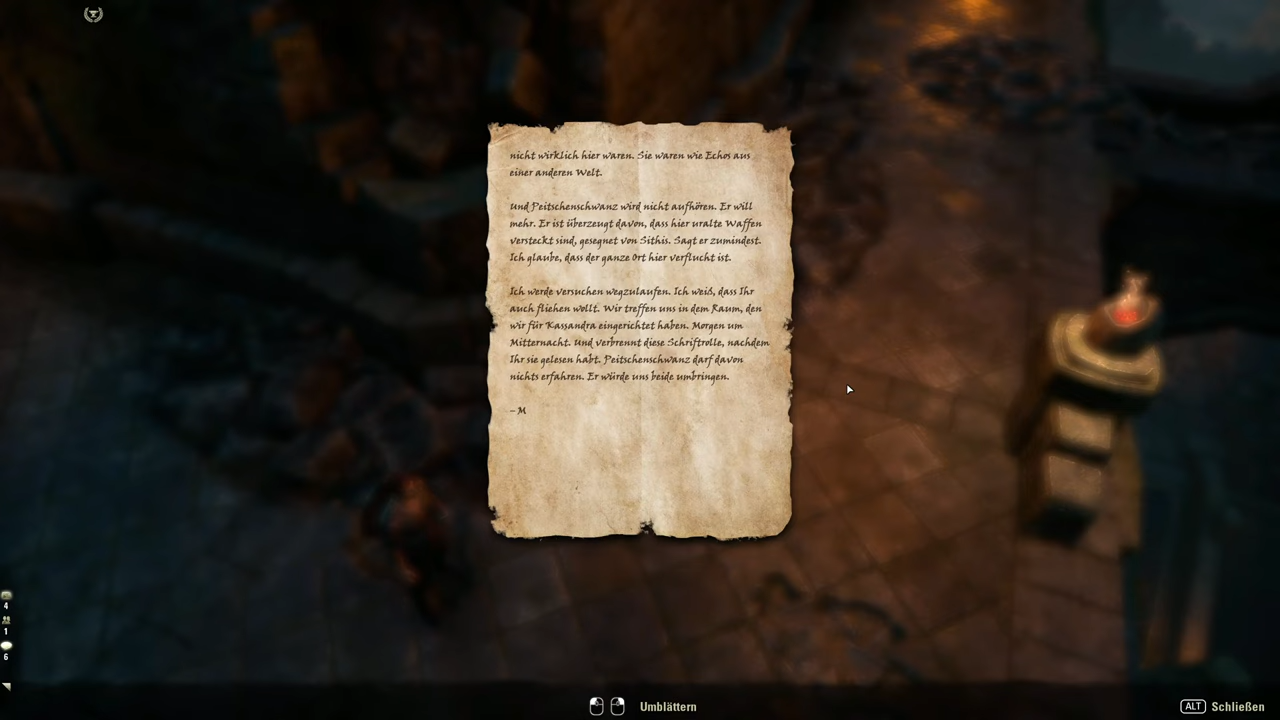 nicht wirklich hier waren. Sie waren wie Echos aus
einer anderen Welt.
Und Peitschenschwanz wird nicht aufhören. Er will
mehr. Er ist überzeugt davon, dass hier uralte Waffen
versteckt sind, gesegnet von Sithis. Sagt er zumindest.
Ich glaube, dass der ganze Ort hier verflucht ist.
Ich werde versuchen wegzulaufen. Ich weiß, dass Ihr
auch fliehen wollt. Wir treffen uns in dem Raum, den
wir für Kassandra eingerichtet haben. Morgen um
Mitternacht. Und verbrennt diese Schriftrolle, nachdem
Ihr sie gelesen habt. Peitschenschwanz darf davon
nichts erfahren. Er würde uns beide umbringen.
– M
4
1
6
Umblättern
ALT Schließen